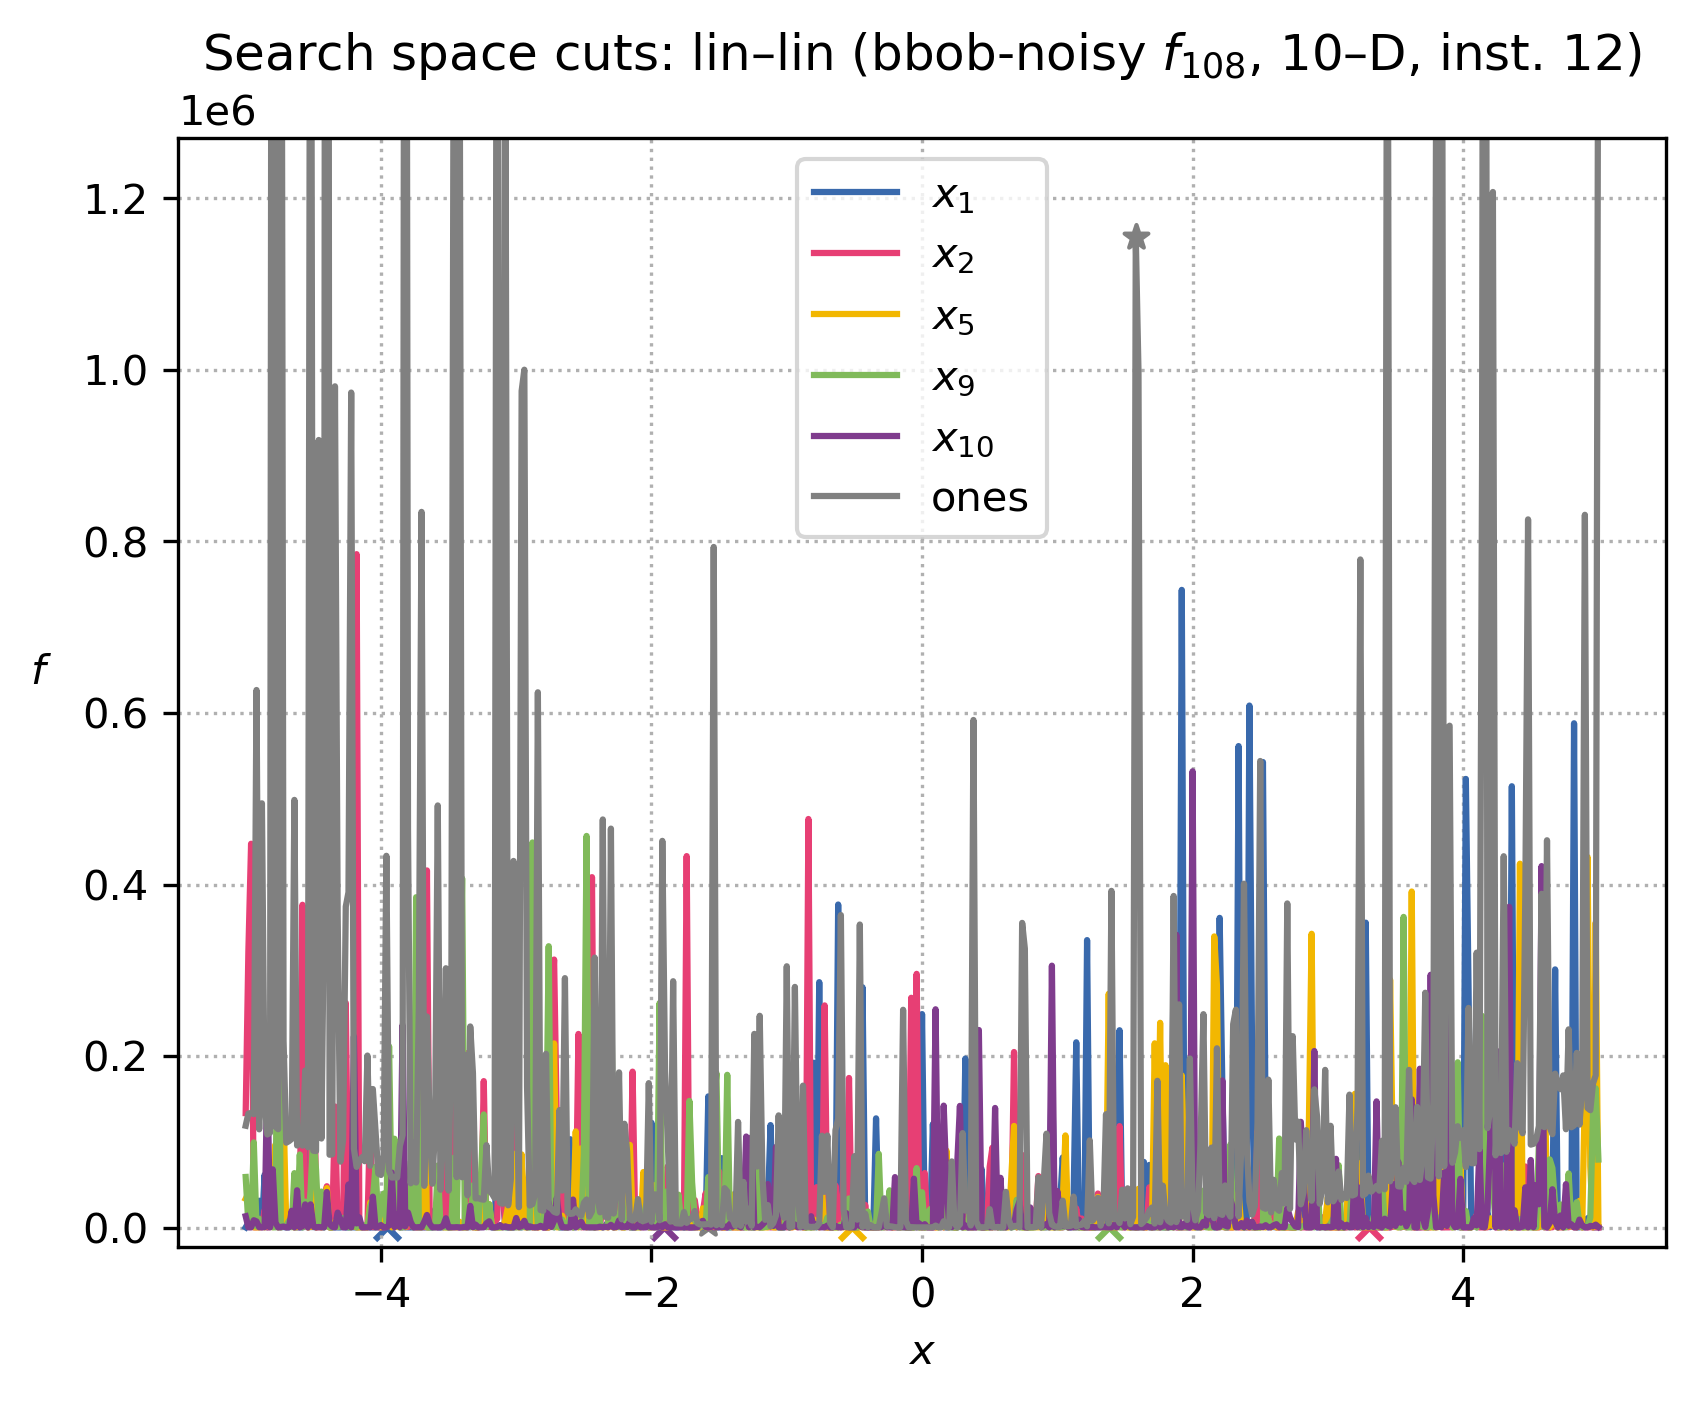 Search space cuts: lin–lin (bbob-noisy f108, 10–D, inst. 12)
1e6
1.2
1.0
0.8
0.6
0.4
0.2
0.0
f
x1
x2
x5
x9
x10
ones
−4 −2 0 2 4
x